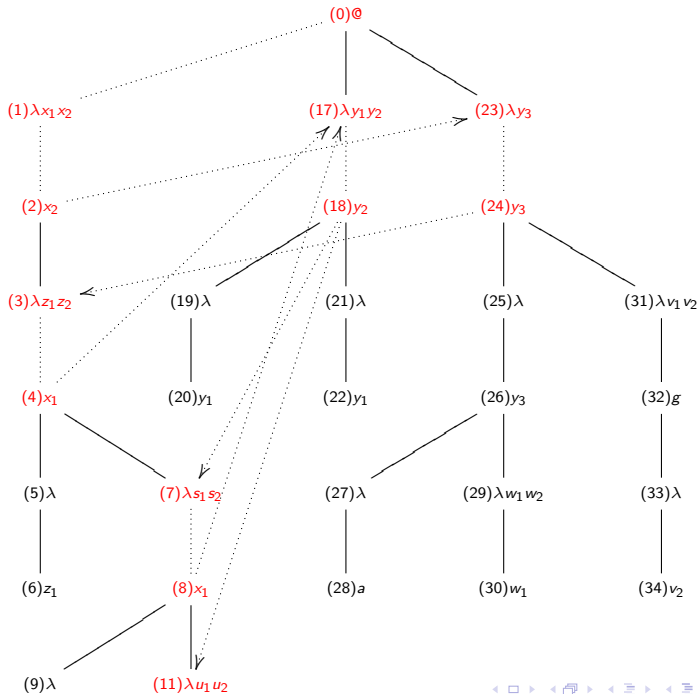 (0)@
(1)λx₁x₂ (17)λy₁y₂ (23)λy₃
(2)x₂ (18)y₂ (24)y₃
(3)λz₁z₂ (19)λ (21)λ (25)λ (31)λv₁v₂
(4)x₁ (20)y₁ (22)y₁ (26)y₃ (32)g
(5)λ (7)λs₁s₂ (27)λ (29)λw₁w₂ (33)λ
(6)z₁ (8)x₁ (28)a (30)w₁ (34)v₂
(9)λ (11)λu₁u₂